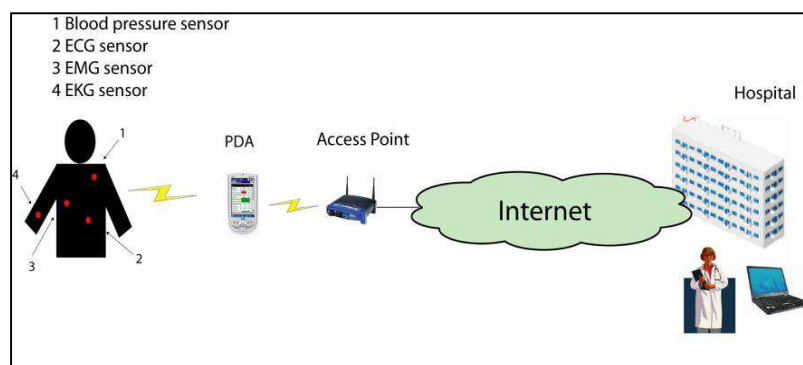 1 Blood pressure sensor
2 ECG sensor
3 EMG sensor
4 EKG sensor
Hospital
PDA
Access Point
1
4
Internet
3
2